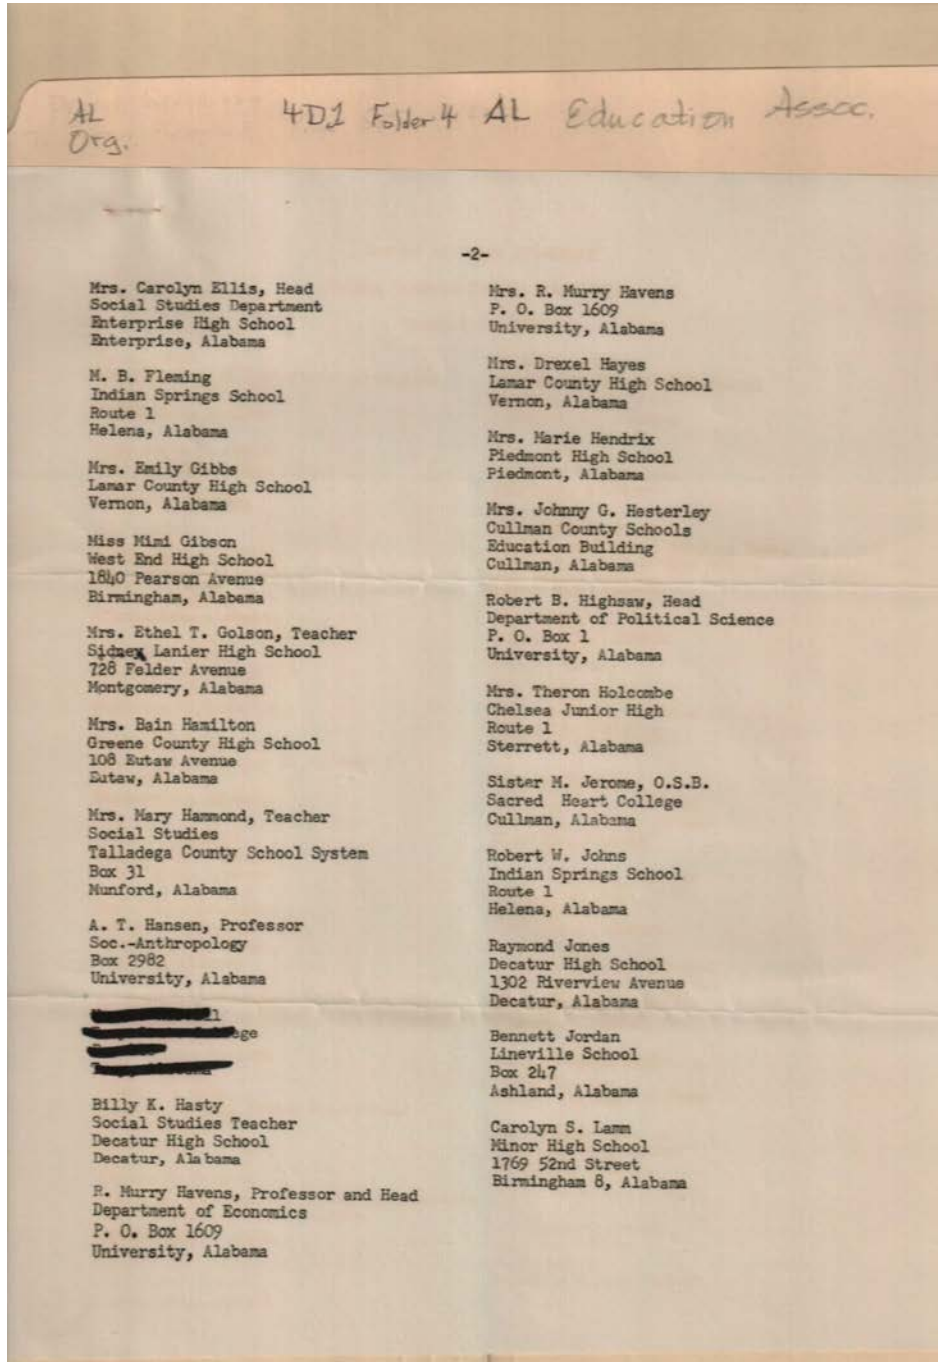 AL
Org.
4D1 Folder 4 AL Education Assoc.
-2-
Mrs. Carolyn Ellis, Head
Social Studies Department
Enterprise High School
Enterprise, Alabama
M. B. Fleming
Indian Springs School
Route 1
Helena, Alabama
Mrs. Emily Gibbs
Lamar County High School
Vernon, Alabama
Miss Mimi Gibson
West End High School
1840 Pearson Avenue
Birmingham, Alabama
Mrs. Ethel T. Golson, Teacher
Sidney Lanier High School
728 Felder Avenue
Montgomery, Alabama
Mrs. Bain Hamilton
Greene County High School
108 Eutaw Avenue
Eutaw, Alabama
Mrs. Mary Hammond, Teacher
Social Studies
Talladega County School System
Box 31
Munford, Alabama
A. T. Hansen, Professor
Soc.-Anthropology
Box 2982
University, Alabama
Billy K. Hasty
Social Studies Teacher
Decatur High School
Decatur, Alabama
R. Murry Havens, Professor and Head
Department of Economics
P. O. Box 1609
University, Alabama
Mrs. R. Murry Havens
P. O. Box 1609
University, Alabama
Mrs. Drexel Hayes
Lamar County High School
Vernon, Alabama
Mrs. Marie Hendrix
Piedmont High School
Piedmont, Alabama
Mrs. Johnny G. Hesterley
Cullman County Schools
Education Building
Cullman, Alabama
Robert B. Highsaw, Head
Department of Political Science
P. O. Box 1
University, Alabama
Mrs. Theron Holcombe
Chelsea Junior High
Route 1
Sterrett, Alabama
Sister M. Jerome, O.S.B.
Sacred Heart College
Cullman, Alabama
Robert W. Johns
Indian Springs School
Route 1
Helena, Alabama
Raymond Jones
Decatur High School
1302 Riverview Avenue
Decatur, Alabama
Bennett Jordan
Lineville School
Box 247
Ashland, Alabama
Carolyn S. Lamm
Minor High School
1769 52nd Street
Birmingham 8, Alabama